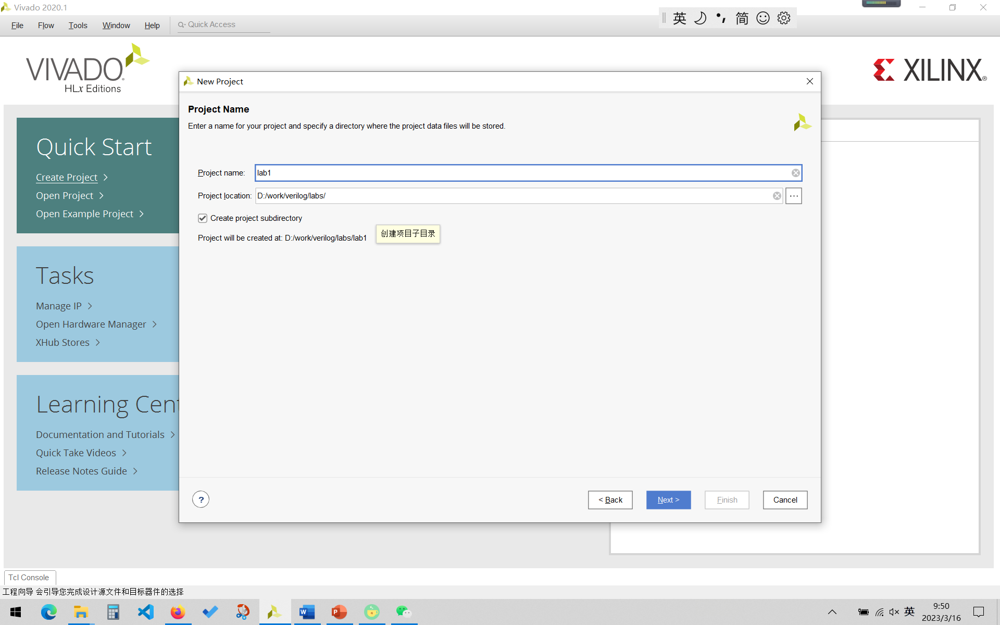 Vivado 2020.1
File Flow Tools Window Help Quick Access
英 简
VIVADO
HLx Editions
XILINX®
New Project
Project Name
Enter a name for your project and specify a directory where the project data files will be stored.
Project name: lab1
Project location: D:/work/verilog/labs/ ...
Create project subdirectory
创建项目子目录
Project will be created at: D:/work/verilog/labs/lab1
Quick Start
Create Project >
Open Project >
Open Example Project >
Tasks
Manage IP >
Open Hardware Manager >
XHub Stores >
Learning Cent
Documentation and Tutorials >
Quick Take Videos >
Release Notes Guide >
? < Back Next > Finish Cancel
Tcl Console
工程向导 会引导您完成设计源文件和目标器件的选择
英 9:50
2023/3/16